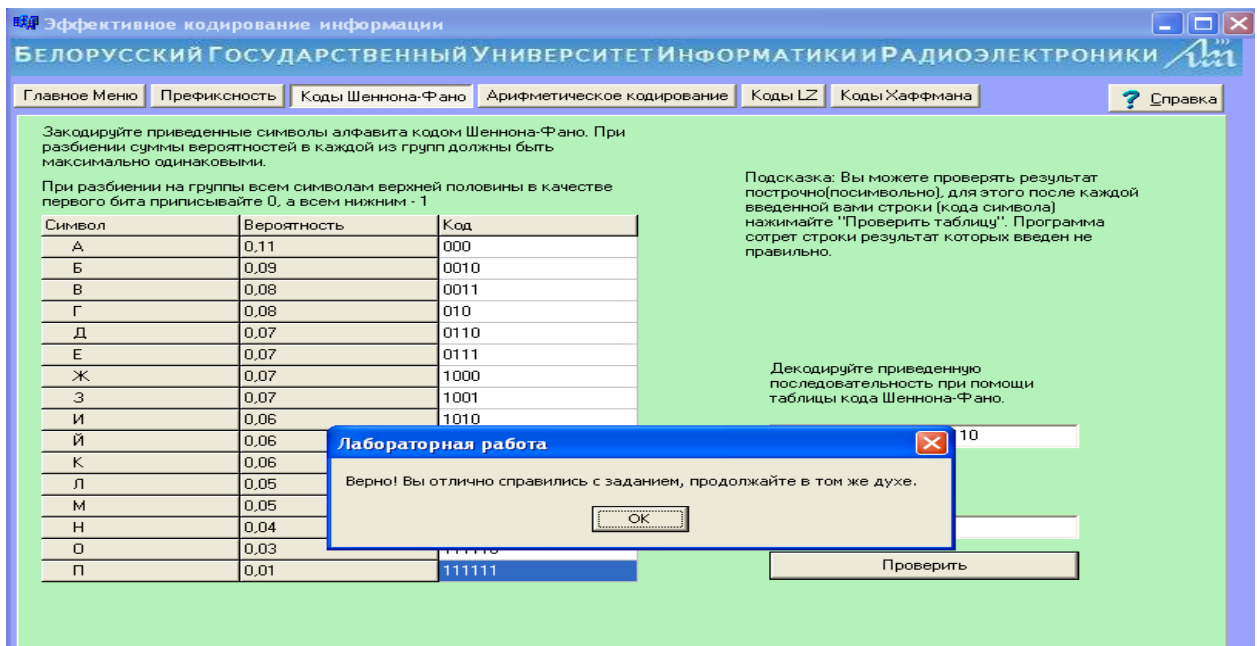 Эффективное кодирование информации
БЕЛОРУССКИЙ ГОСУДАРСТВЕННЫЙ УНИВЕРСИТЕТ ИНФОРМАТИКИ И РАДИОЭЛЕКТРОНИКИ
Главное Меню Префиксность Коды Шеннона-Фано Арифметическое кодирование Коды LZ Коды Хаффмана ? Справка
Закодируйте приведенные символы алфавита кодом Шеннона-Фано. При
разбиении суммы вероятностей в каждой из групп должны быть
максимально одинаковыми.
При разбиении на группы всем символам верхней половины в качестве
первого бита приписывайте 0, а всем нижним - 1
Подсказка: Вы можете проверять результат
построчно(посимвольно), для этого после каждой
введенной вами строки (кода символа)
нажимайте "Проверить таблицу". Программа
сотрет строки результат которых введен не
правильно.
Символ Вероятность Код
А 0,11 000
Б 0,09 0010
В 0,08 0011
Г 0,08 010
Д 0,07 0110
Е 0,07 0111
Ж 0,07 1000
З 0,07 1001
И 0,06 1010
Й 0,06
К 0,06
Л 0,05
М 0,05
Н 0,04
О 0,03 111110
П 0,01 111111
Декодируйте приведенную
последовательность при помощи
таблицы кода Шеннона-Фано.
10
Лабораторная работа
Верно! Вы отлично справились с заданием, продолжайте в том же духе.
OK
Проверить